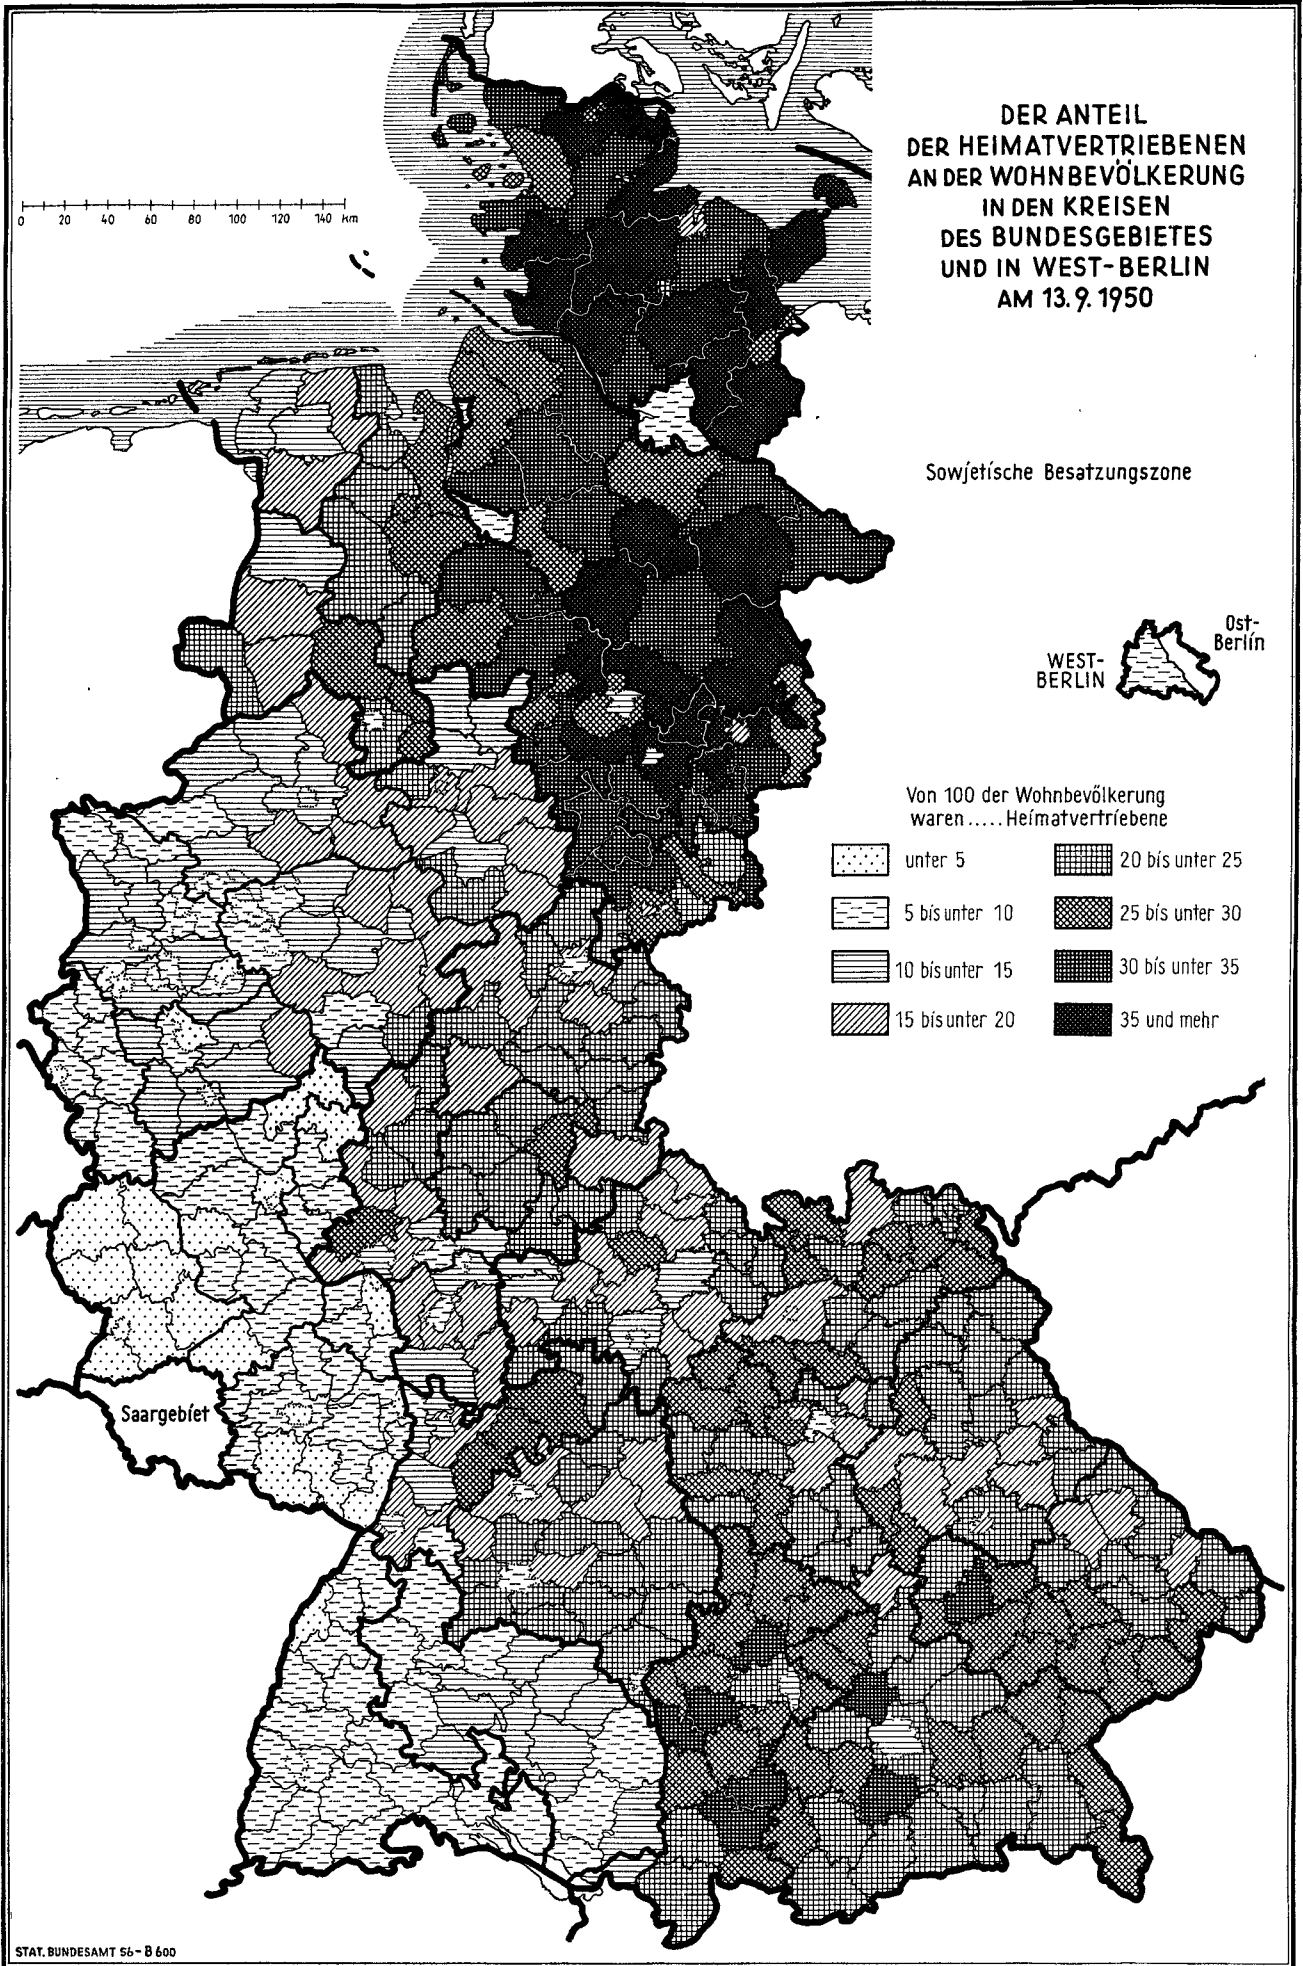 DER ANTEIL
DER HEIMATVERTRIEBENEN
AN DER WOHNBEVÖLKERUNG
IN DEN KREISEN
DES BUNDESGEBIETES
UND IN WEST-BERLIN
AM 13.9.1950
0 20 40 60 80 100 120 140 km
Sowjetische Besatzungszone
Ost-
Berlin
WEST-
BERLIN
Von 100 der Wohnbevölkerung
waren ..... Heimatvertriebene
unter 5
5 bis unter 10
10 bis unter 15
15 bis unter 20
20 bis unter 25
25 bis unter 30
30 bis unter 35
35 und mehr
Saargebiet
STAT. BUNDESAMT 56-B 600